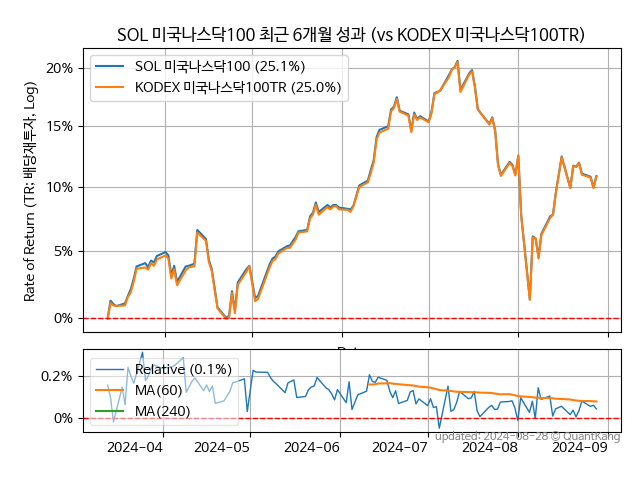 SOL 미국나스닥100 최근 6개월 성과 (vs KODEX 미국나스닥100TR)
Rate of Return (TR: 배당재투자, Log)
20%
15%
10%
5%
0%
SOL 미국나스닥100 (25.1%)
KODEX 미국나스닥100TR (25.0%)
0.2%
0%
Relative (0.1%)
MA(60)
MA(240)
2024-04
2024-05
2024-06
2024-07
2024-08
2024-09
updated: 2024-08-28 © QuantKang